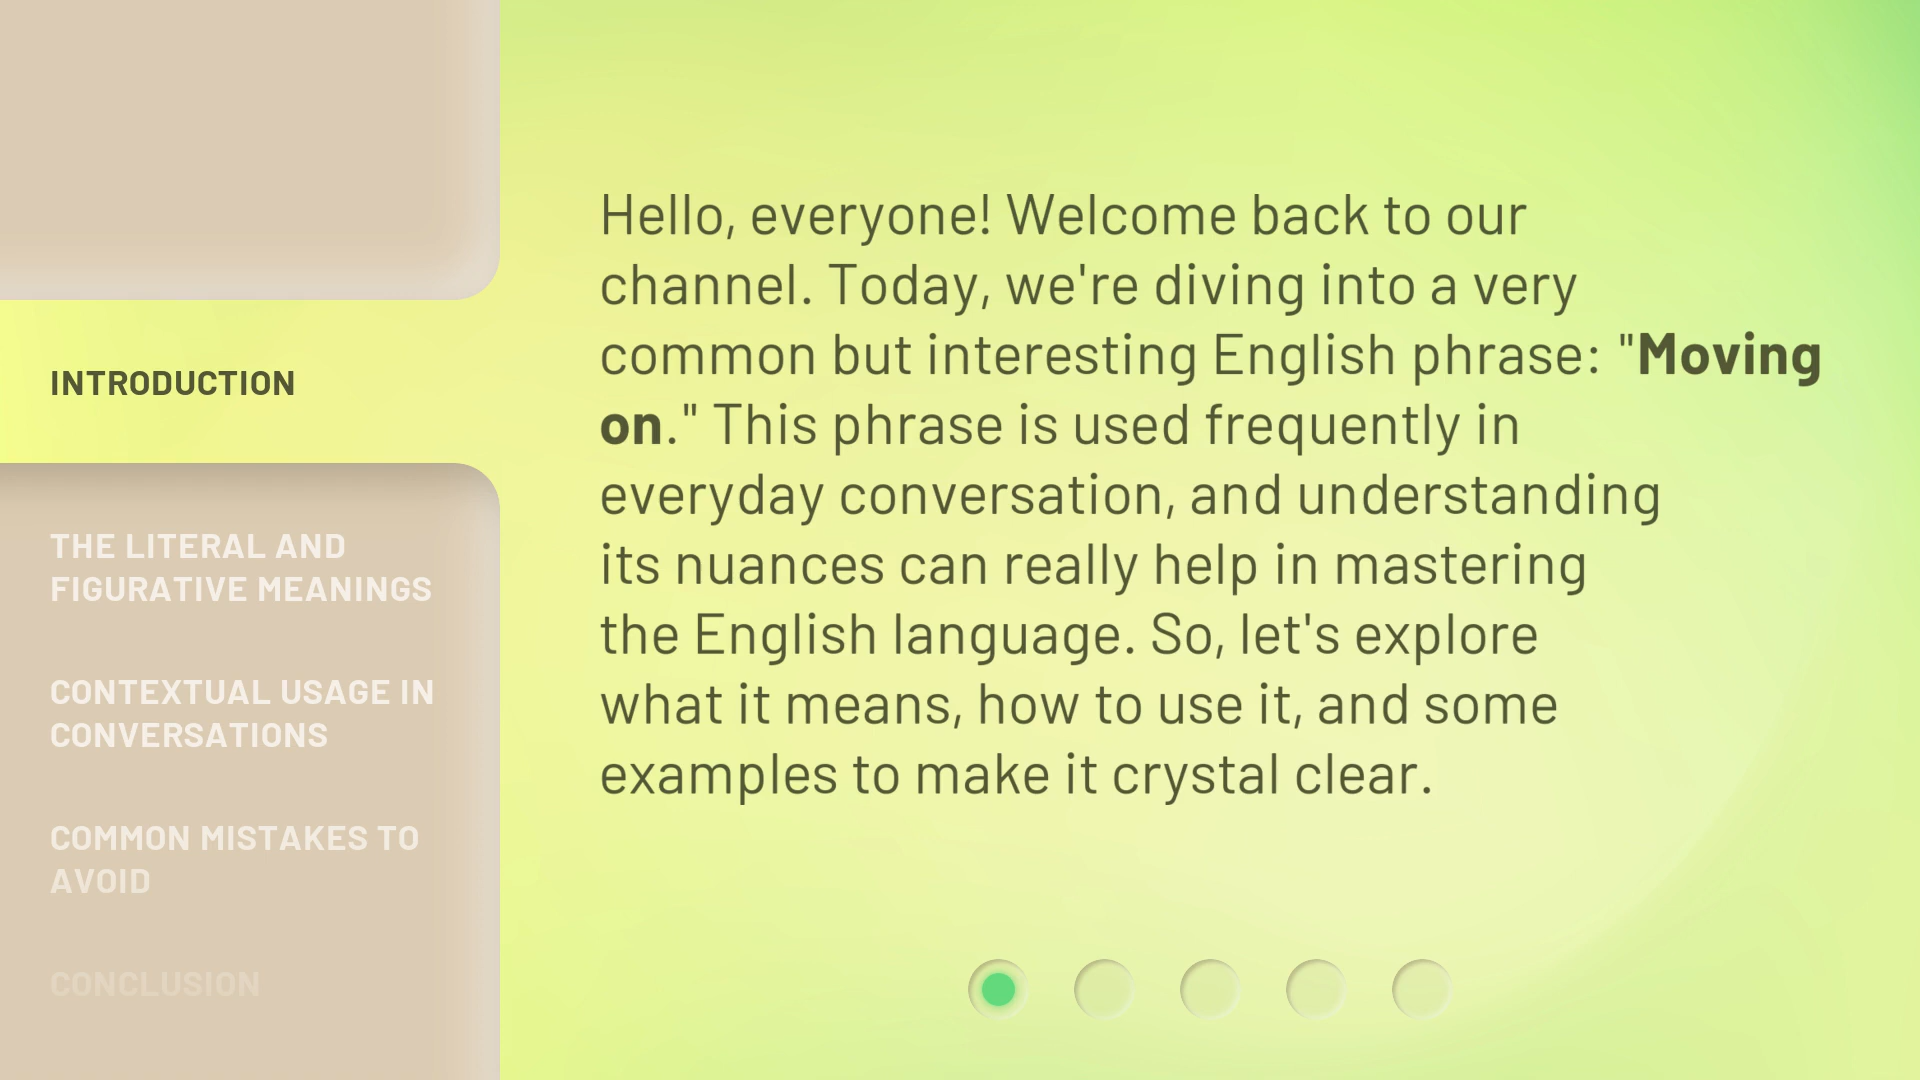 INTRODUCTION
THE LITERAL AND
FIGURATIVE MEANINGS
CONTEXTUAL USAGE IN
CONVERSATIONS
COMMON MISTAKES TO
AVOID
CONCLUSION
Hello, everyone! Welcome back to our
channel. Today, we're diving into a very
common but interesting English phrase: "Moving
on." This phrase is used frequently in
everyday conversation, and understanding
its nuances can really help in mastering
the English language. So, let's explore
what it means, how to use it, and some
examples to make it crystal clear.